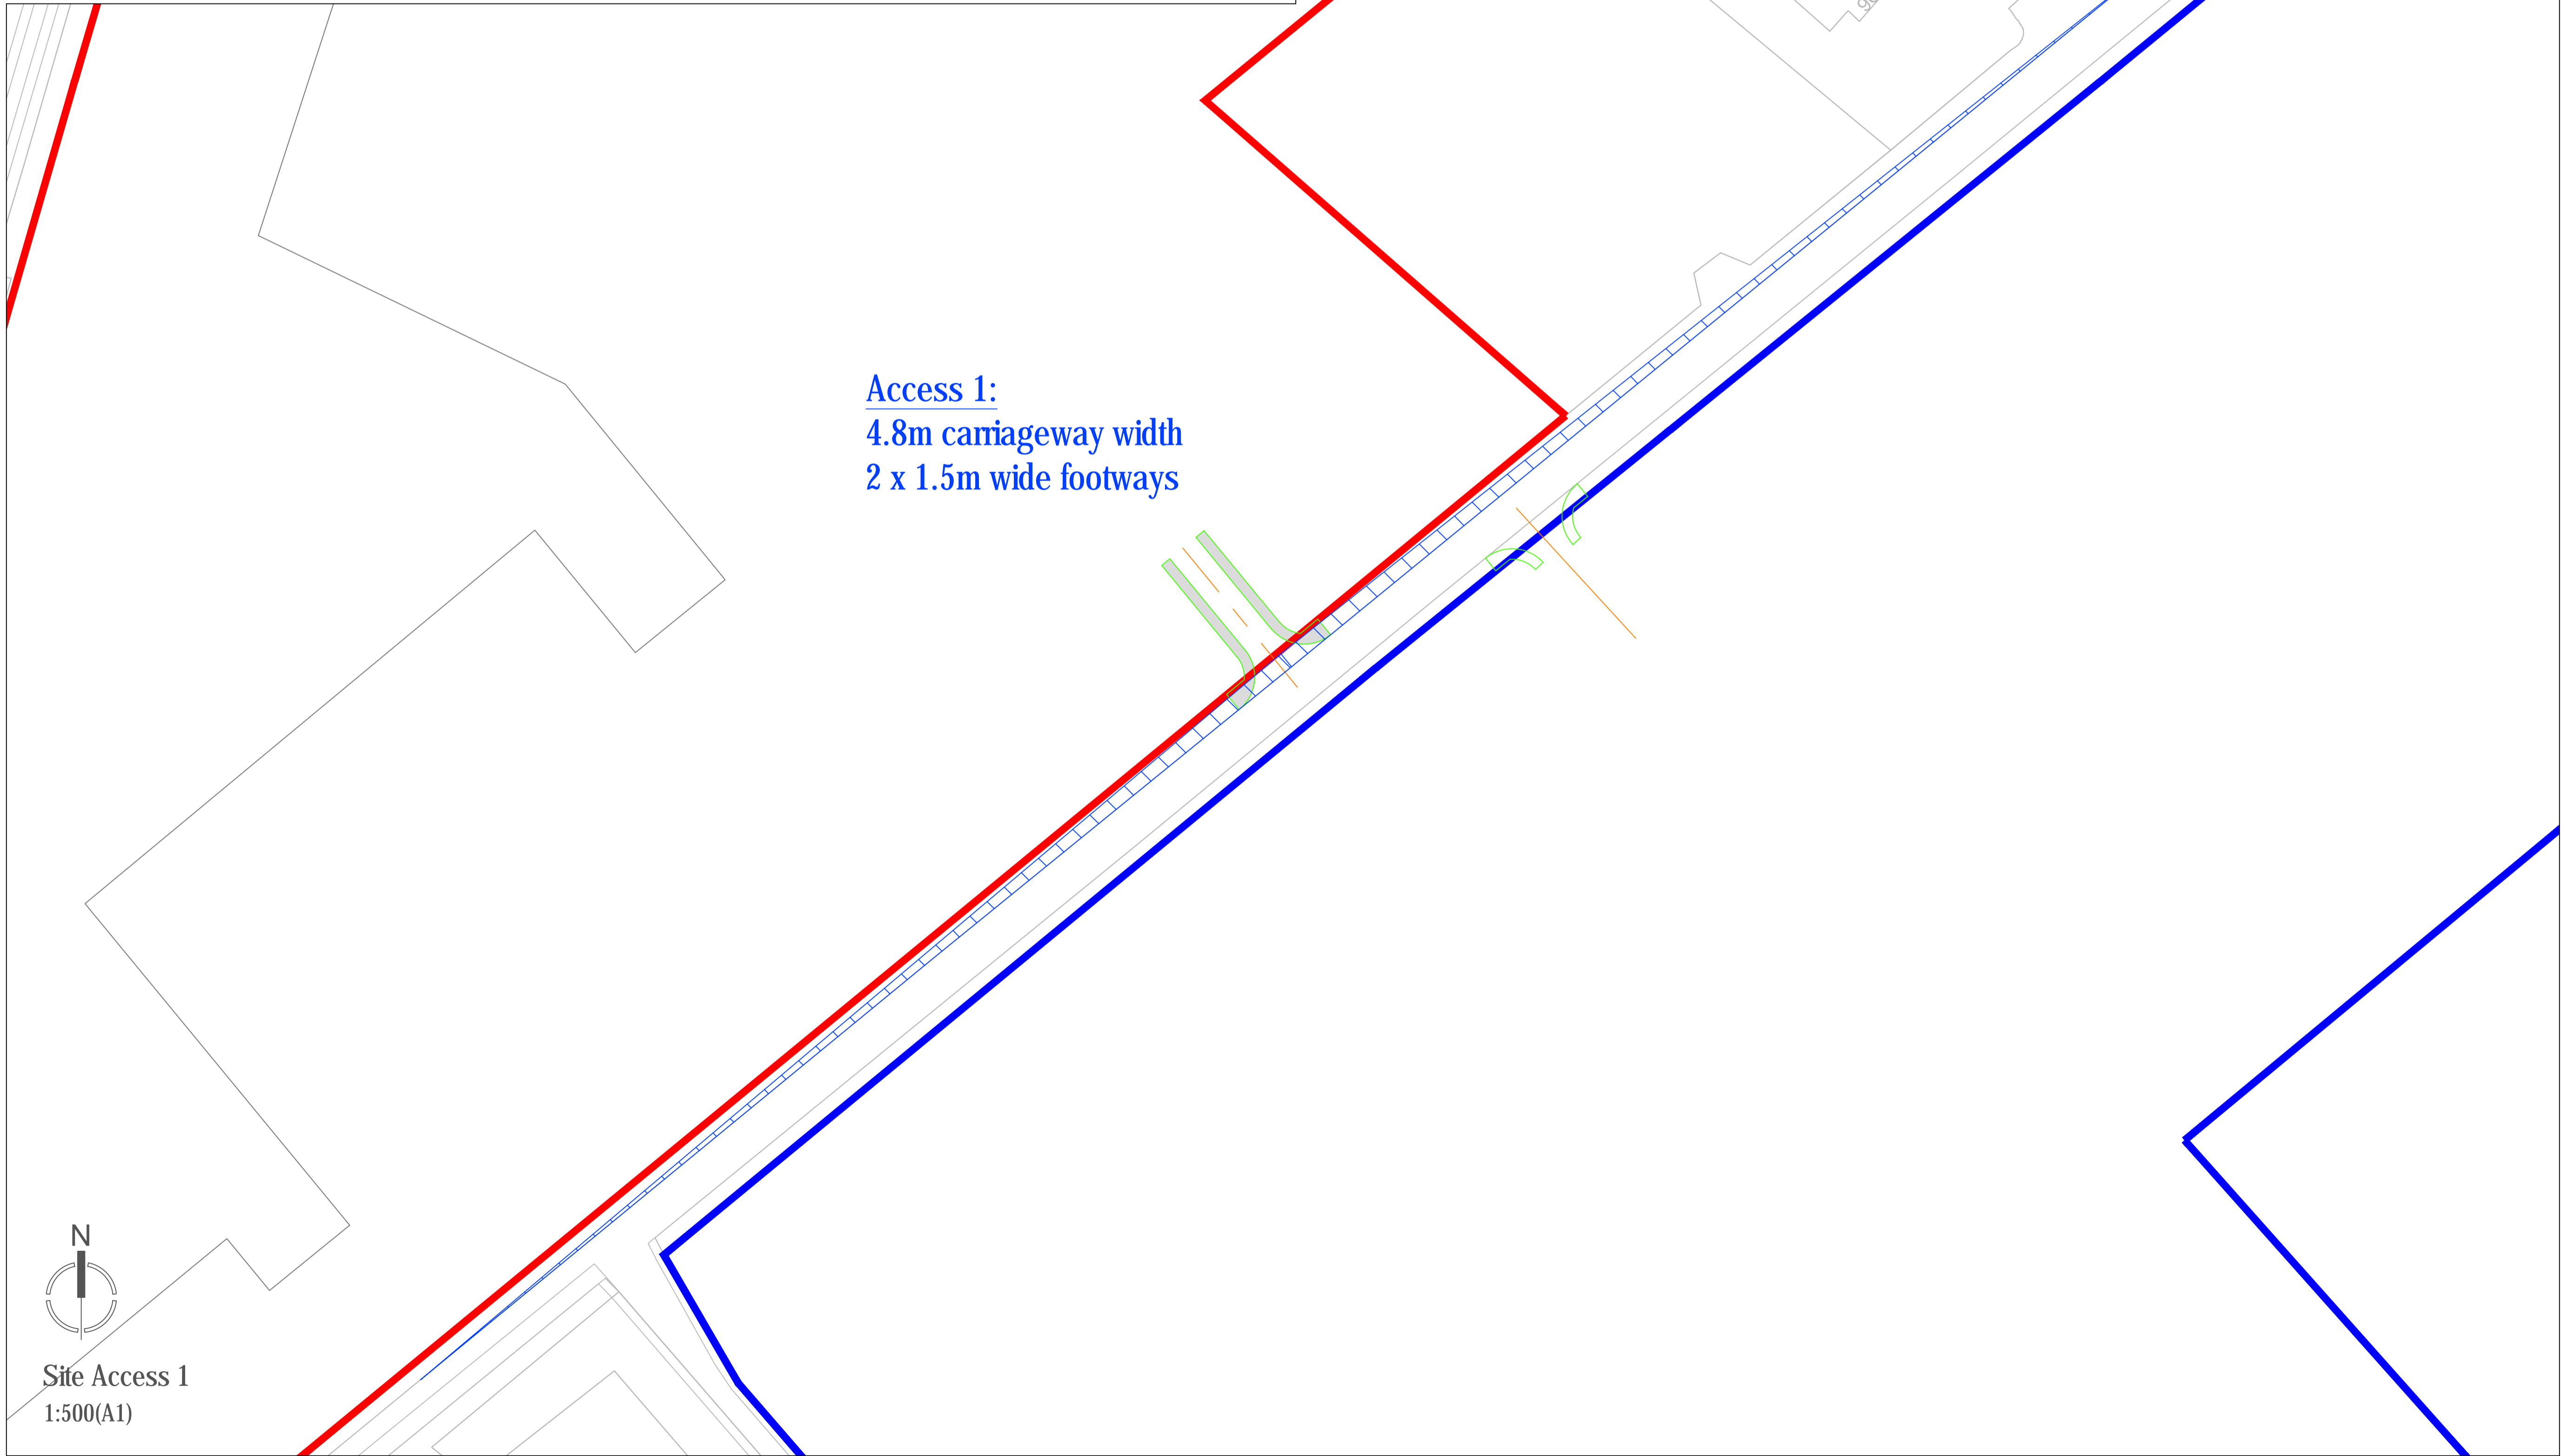 Access 1:
4.8m carriageway width
2 x 1.5m wide footways
N
Site Access 1
1:500(A1)